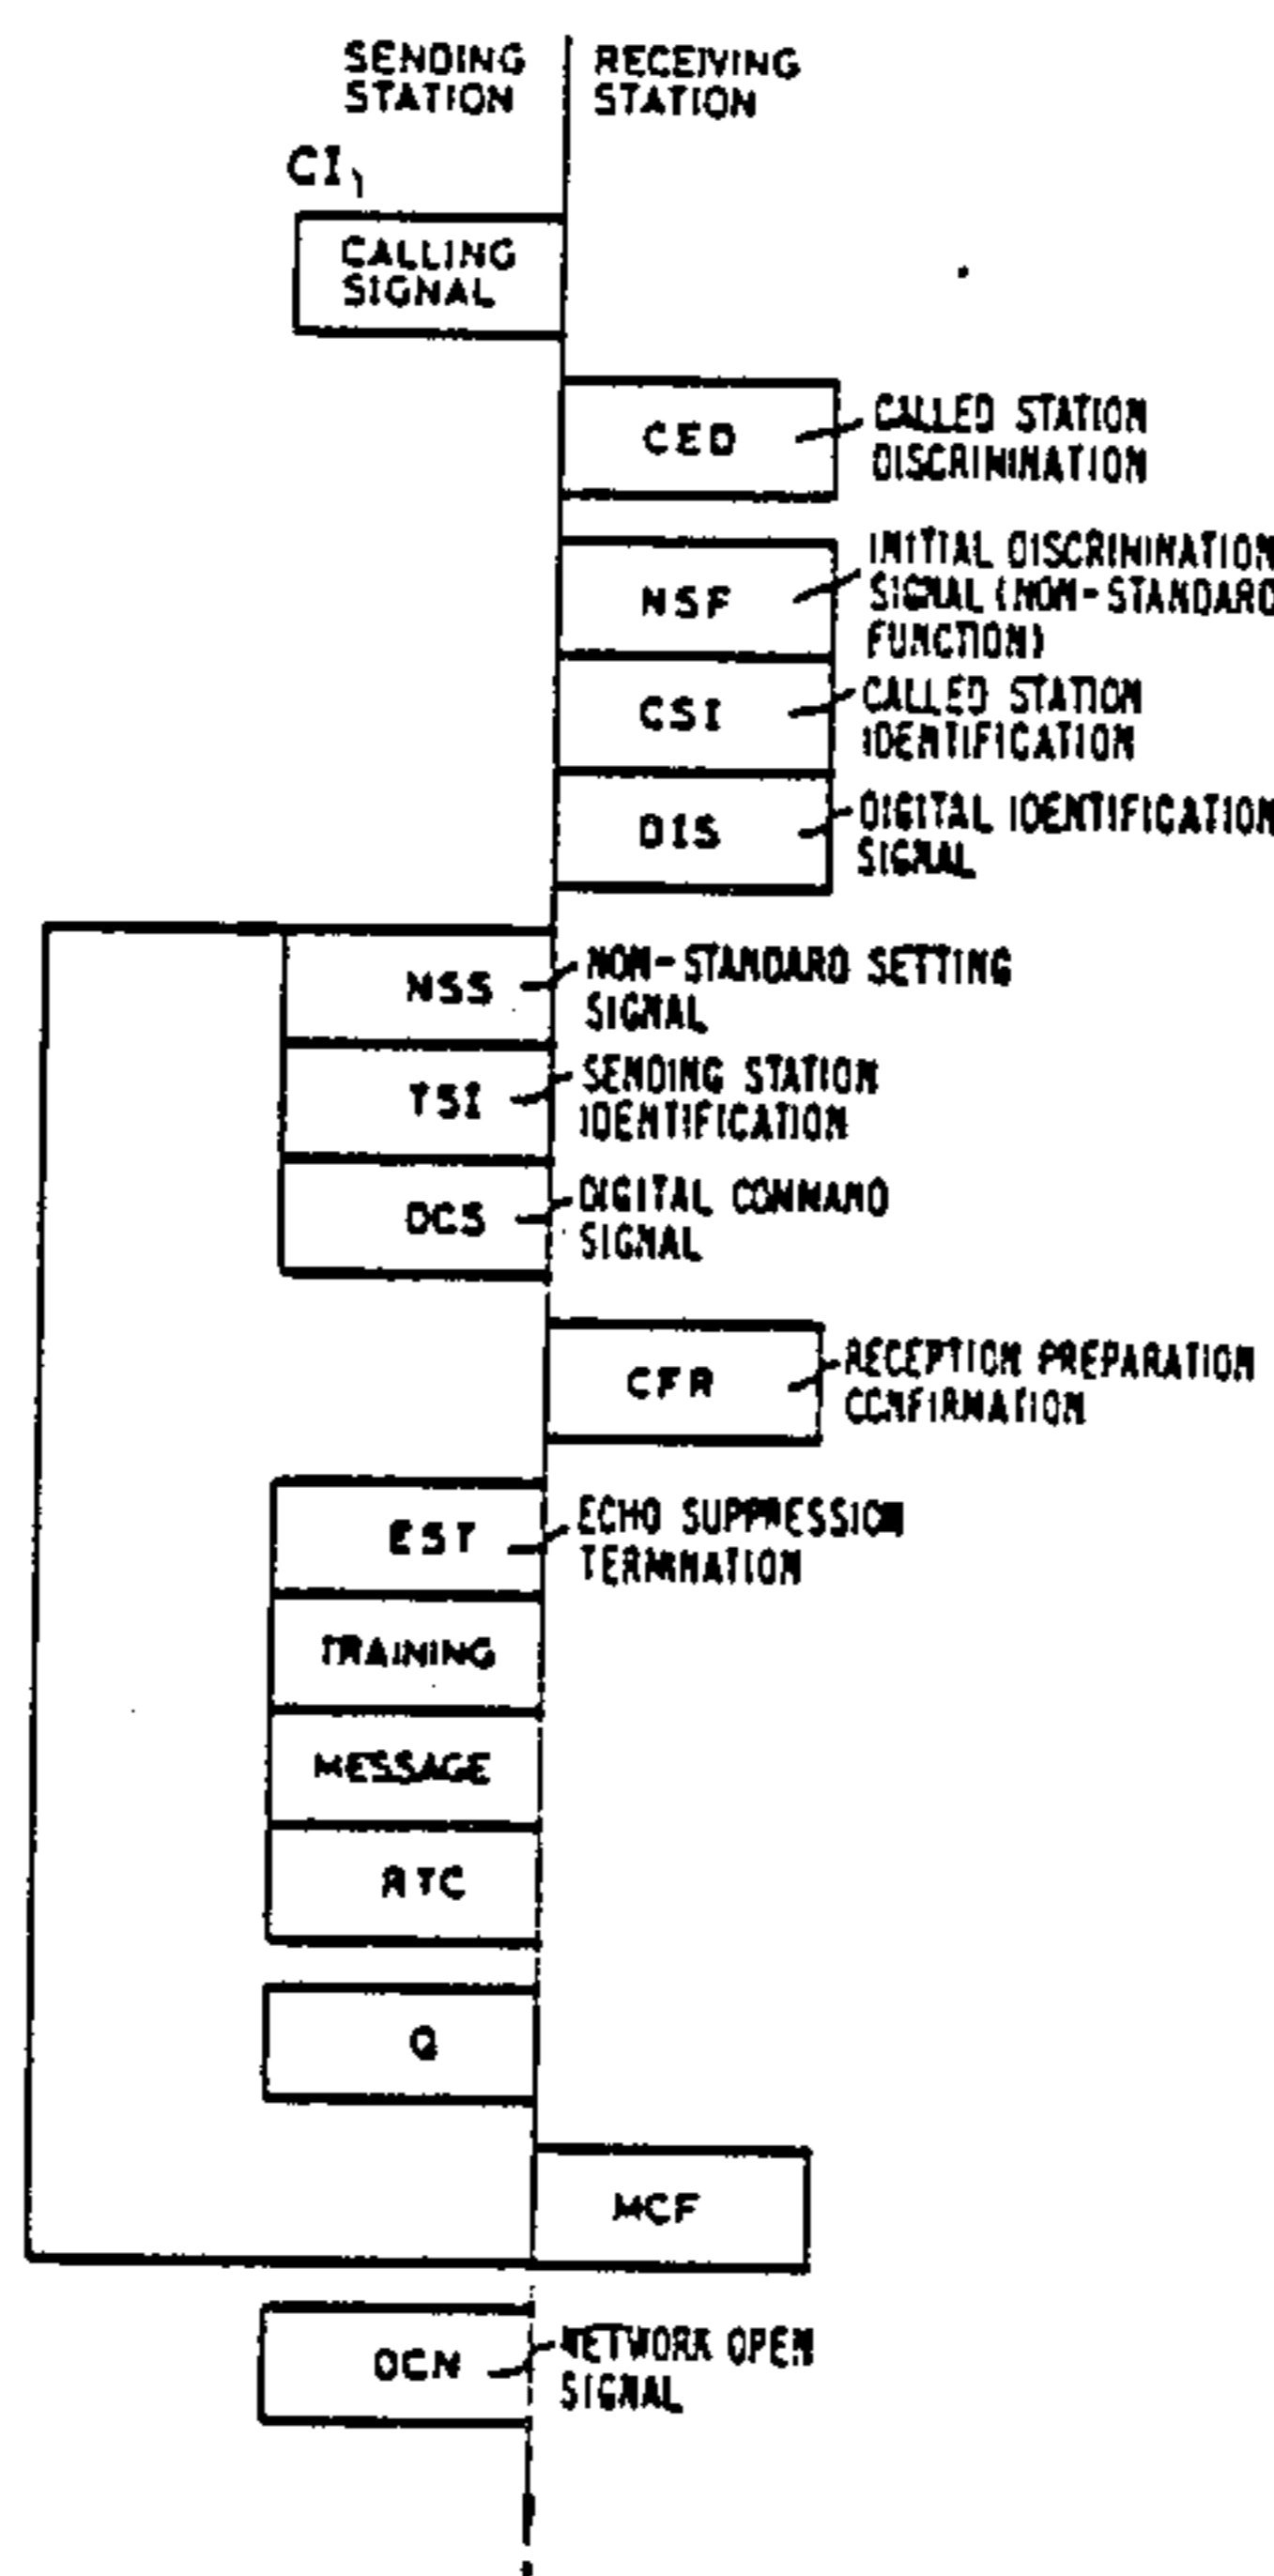 SENDING
STATION
RECEIVING
STATION
CI
CALLING
SIGNAL
CED
CALLED STATION
DISCRIMINATION
NSF
INITIAL DISCRIMINATION
SIGNAL (NON-STANDARD
FUNCTION)
CSI
CALLED STATION
IDENTIFICATION
DIS
DIGITAL IDENTIFICATION
SIGNAL
NSS
NON-STANDARD SETTING
SIGNAL
TSI
SENDING STATION
IDENTIFICATION
DCS
DIGITAL COMMAND
SIGNAL
CFR
RECEPTION PREPARATION
CONFIRMATION
EST
ECHO SUPPRESSION
TERMINATION
TRAINING
MESSAGE
RTC
Q
MCF
DCN
NETWORK OPEN
SIGNAL